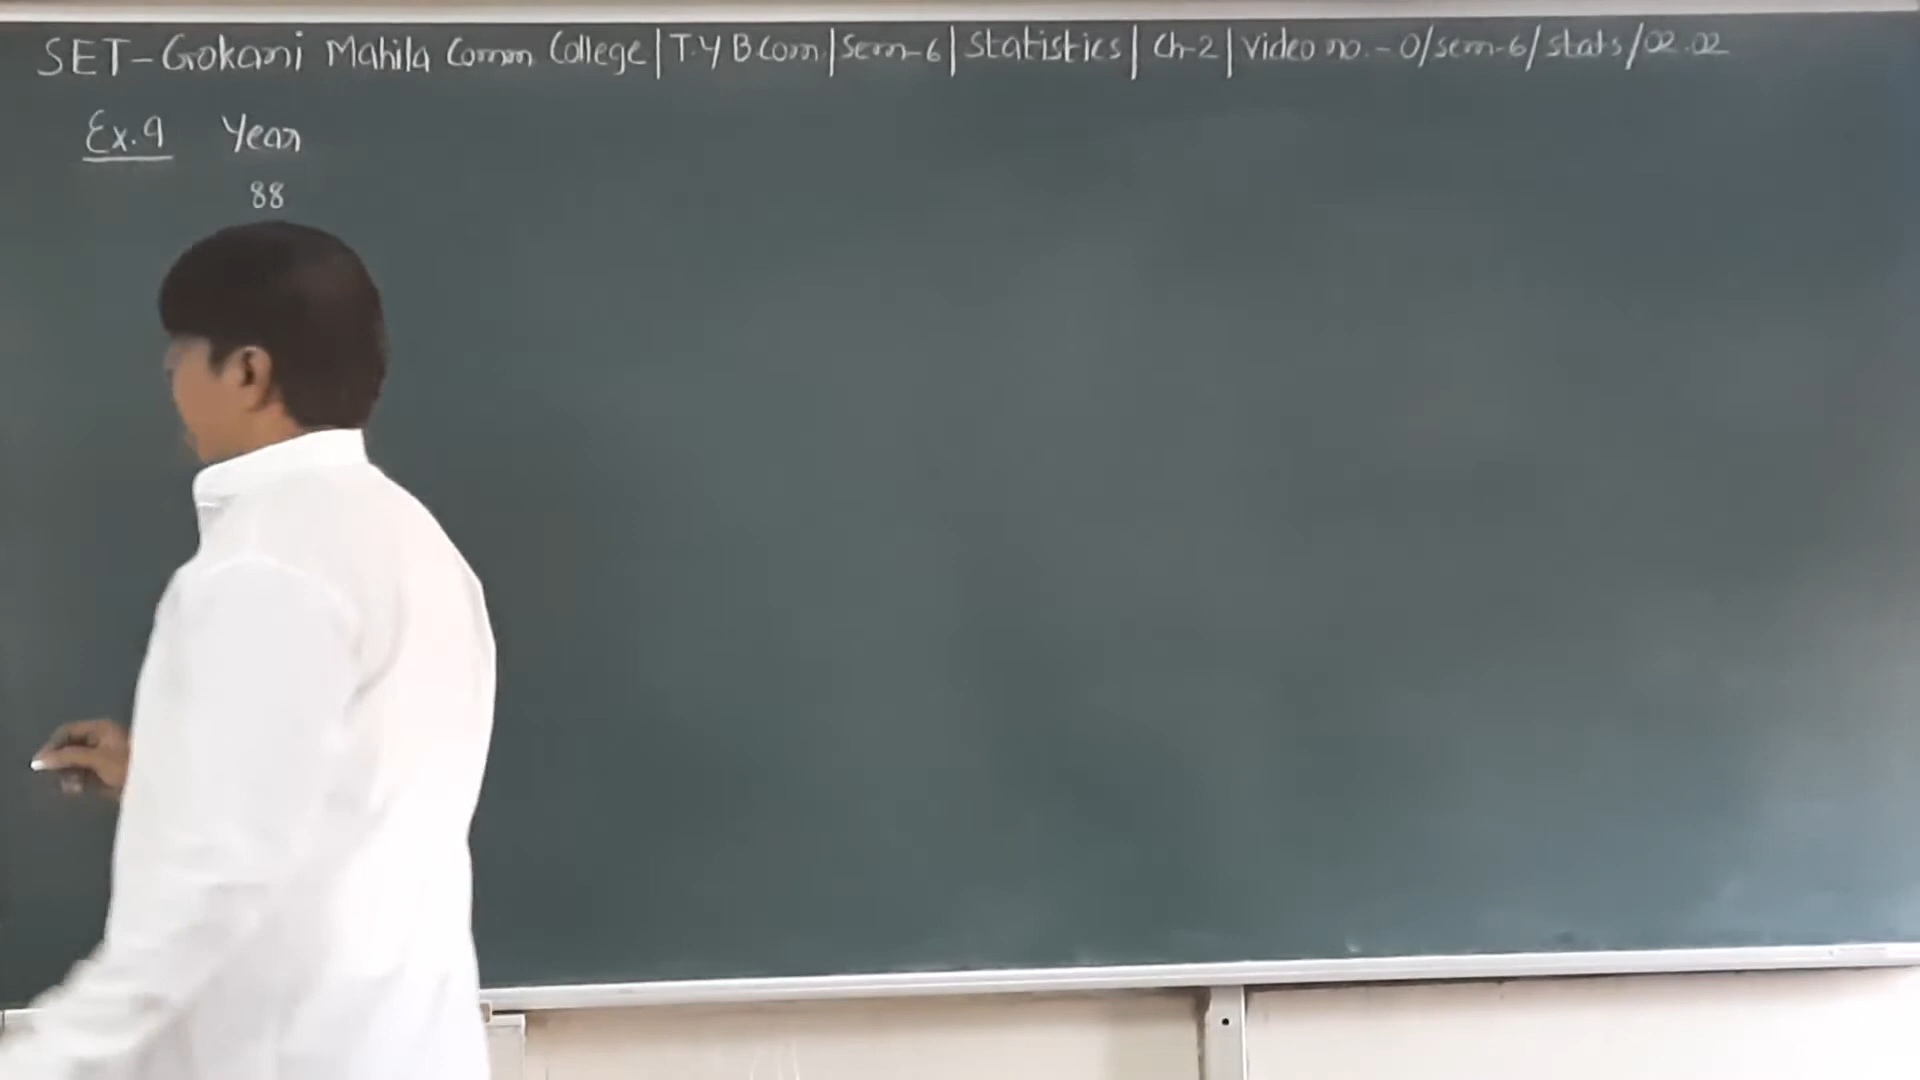 SET-Gokani Mahila Comm College | T.Y B Com | Sem-6 | Statistics | Ch-2 | Video no. - 0/sem-6/stats/02.02
Ex.9 Year
88